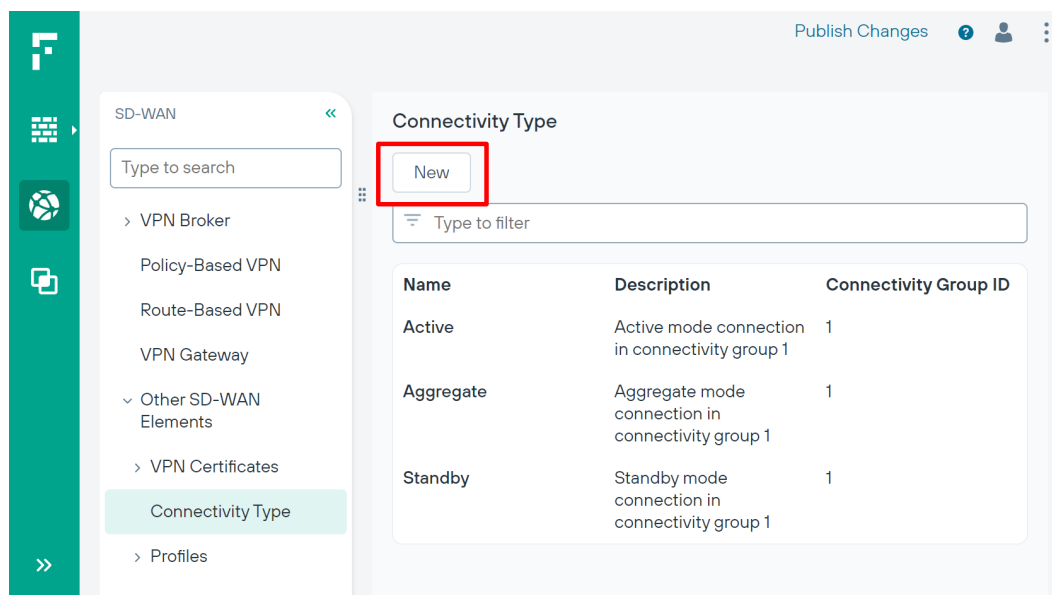 Publish Changes
SD-WAN
Type to search
VPN Broker
Policy-Based VPN
Route-Based VPN
VPN Gateway
Other SD-WAN
Elements
VPN Certificates
Connectivity Type
Profiles
Connectivity Type
New
Type to filter
Name Description Connectivity Group ID
Active Active mode connection 1
in connectivity group 1
Aggregate Aggregate mode 1
connection in
connectivity group 1
Standby Standby mode 1
connection in
connectivity group 1